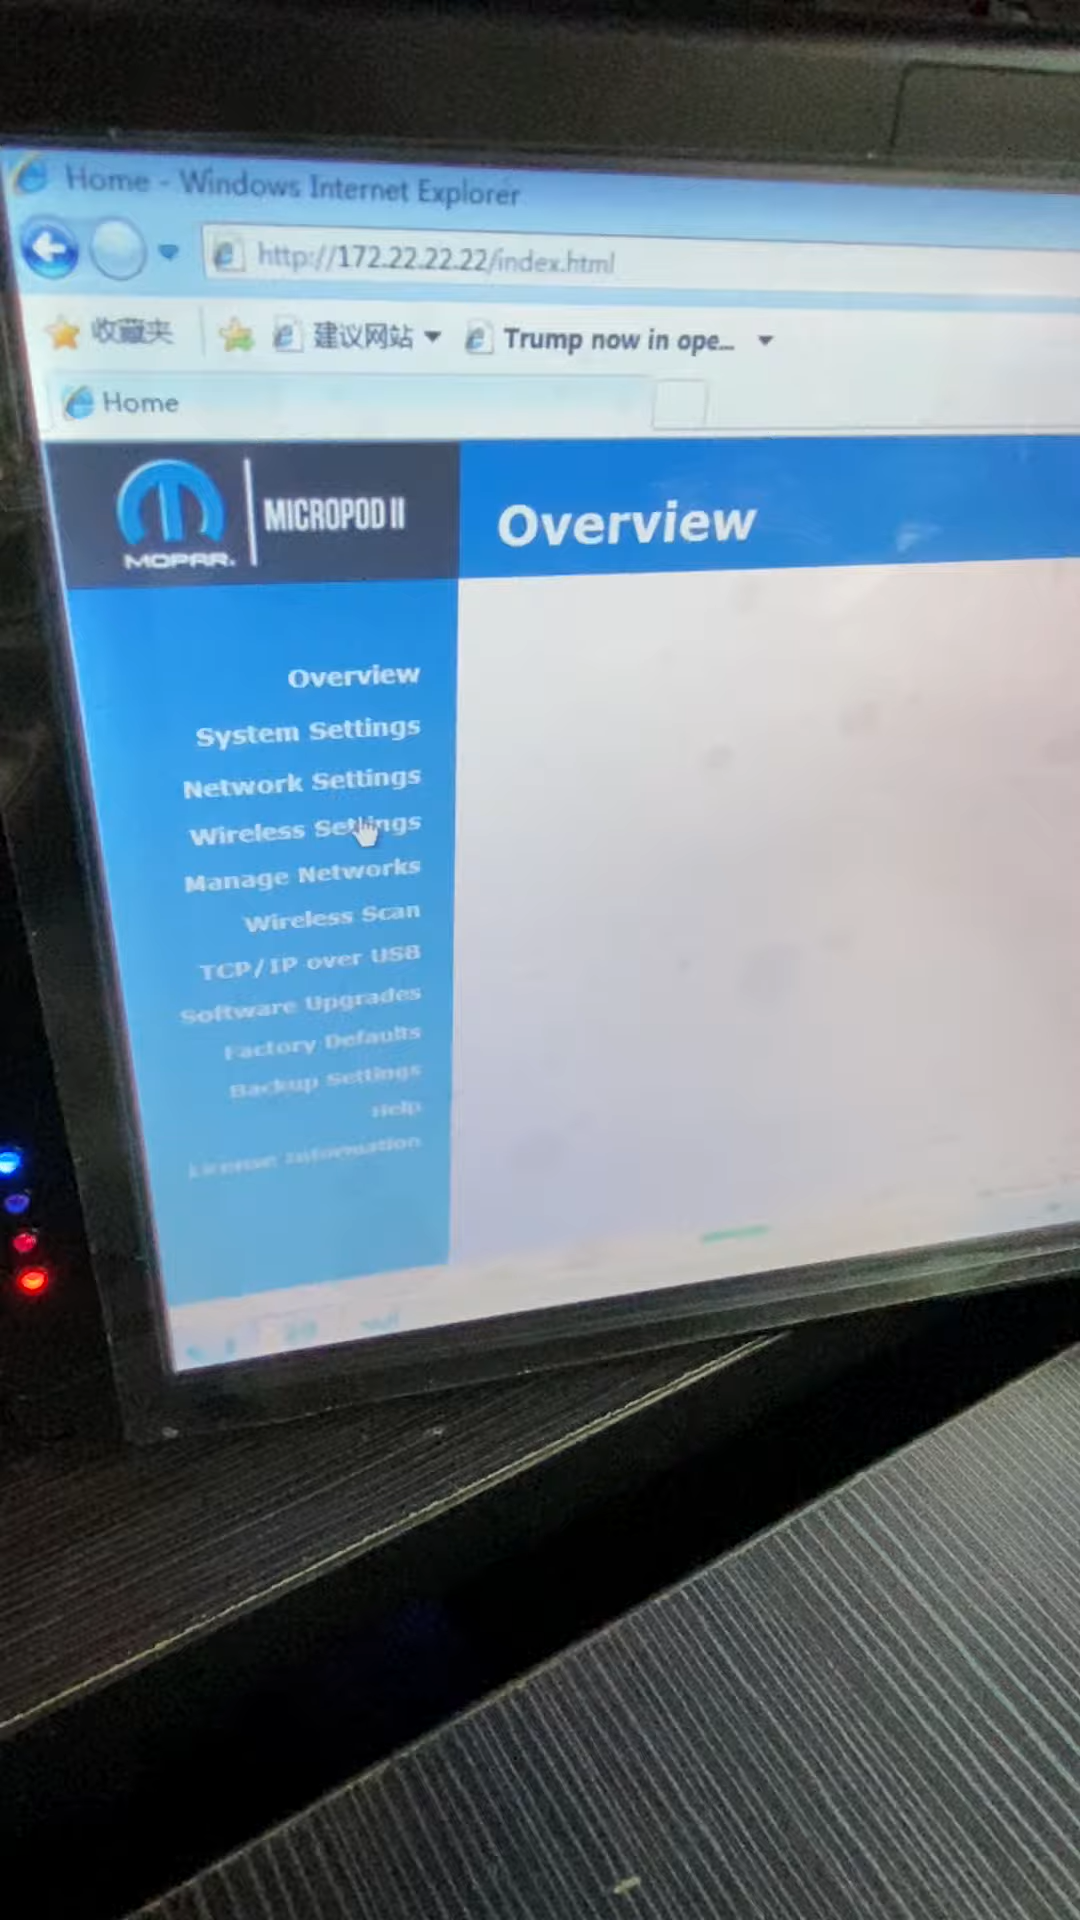 Home - Windows Internet Explorer
http://172.22.22.22/index.html
收藏夹 建议网站 Trump now in ope...
Home
MOPAR. MICROPOD II
Overview
Overview
System Settings
Network Settings
Wireless Settings
Manage Networks
Wireless Scan
TCP/IP over USB
Software Upgrades
Factory Defaults
Backup Settings
Help
License Information